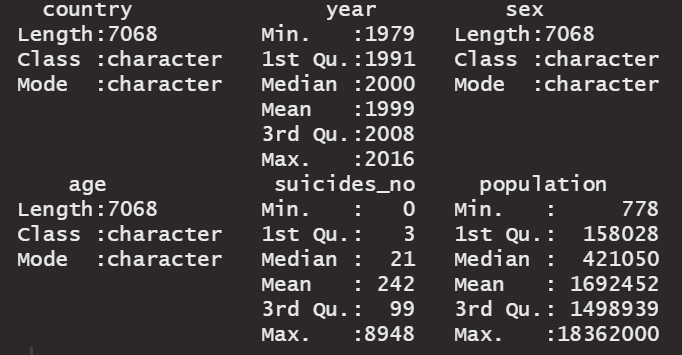 country year sex
Length:7068 Min. :1979 Length:7068
Class :character 1st Qu.:1991 Class :character
Mode :character Median :2000 Mode :character
Mean :1999
3rd Qu.:2008
Max. :2016
age suicides_no population
Length:7068 Min. : 0 Min. : 778
Class :character 1st Qu.: 3 1st Qu.: 158028
Mode :character Median : 21 Median : 421050
Mean : 242 Mean : 1692452
3rd Qu.: 99 3rd Qu.: 1498939
Max. :8948 Max. :18362000